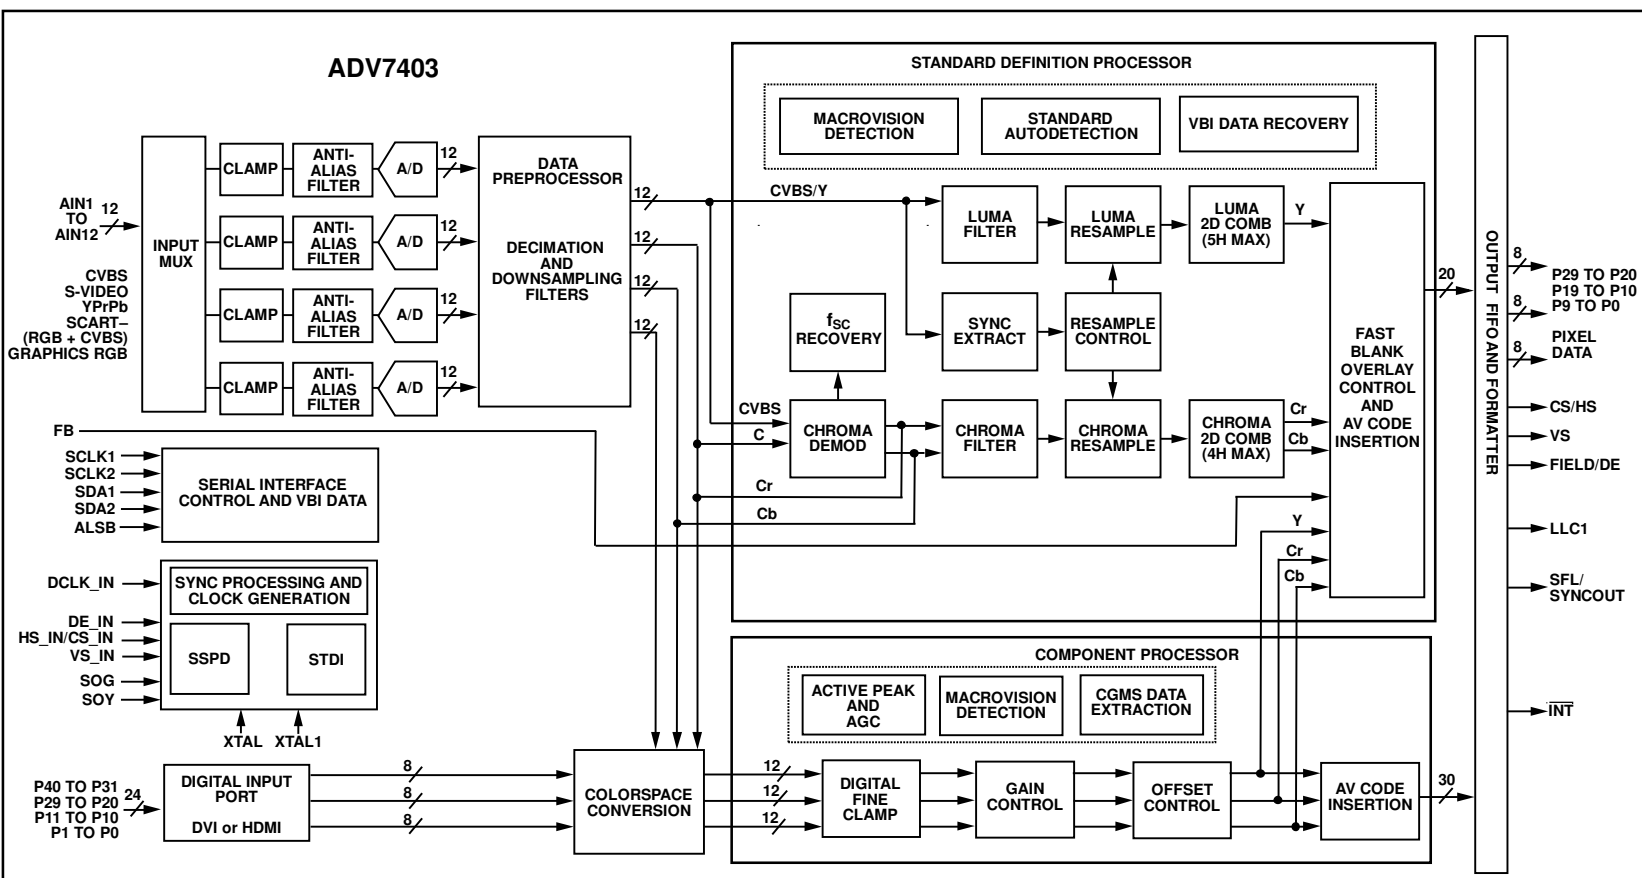 ADV7403
AIN1
TO
AIN12
12
CVBS
S-VIDEO
YPrPb
SCART–
(RGB + CVBS)
GRAPHICS RGB
INPUT
MUX
CLAMP
ANTI-
ALIAS
FILTER
A/D
12
CLAMP
ANTI-
ALIAS
FILTER
A/D
12
CLAMP
ANTI-
ALIAS
FILTER
A/D
12
CLAMP
ANTI-
ALIAS
FILTER
A/D
12
DATA
PREPROCESSOR
DECIMATION
AND
DOWNSAMPLING
FILTERS
12
12
12
12
FB
SCLK1
SCLK2
SDA1
SDA2
ALSB
SERIAL INTERFACE
CONTROL AND VBI DATA
DCLK_IN
DE_IN
HS_IN/CS_IN
VS_IN
SOG
SOY
SYNC PROCESSING AND
CLOCK GENERATION
SSPD
STDI
XTAL
XTAL1
P40 TO P31
P29 TO P20
P11 TO P10
P1 TO P0
24
DIGITAL INPUT
PORT
DVI or HDMI
8
8
8
COLORSPACE
CONVERSION
STANDARD DEFINITION PROCESSOR
MACROVISION
DETECTION
STANDARD
AUTODETECTION
VBI DATA RECOVERY
CVBS/Y
LUMA
FILTER
LUMA
RESAMPLE
LUMA
2D COMB
(5H MAX)
Y
fSC
RECOVERY
SYNC
EXTRACT
RESAMPLE
CONTROL
CVBS
C
CHROMA
DEMOD
CHROMA
FILTER
CHROMA
RESAMPLE
CHROMA
2D COMB
(4H MAX)
Cr
Cb
Cr
Cb
Y
Cr
Cb
FAST
BLANK
OVERLAY
CONTROL
AND
AV CODE
INSERTION
20
COMPONENT PROCESSOR
ACTIVE PEAK
AND
AGC
MACROVISION
DETECTION
CGMS DATA
EXTRACTION
12
12
12
DIGITAL
FINE
CLAMP
GAIN
CONTROL
OFFSET
CONTROL
AV CODE
INSERTION
30
OUTPUT FIFO AND FORMATTER
8
8
8
P29 TO P20
P19 TO P10
P9 TO P0
PIXEL
DATA
CS/HS
VS
FIELD/DE
LLC1
SFL/
SYNCOUT
INT